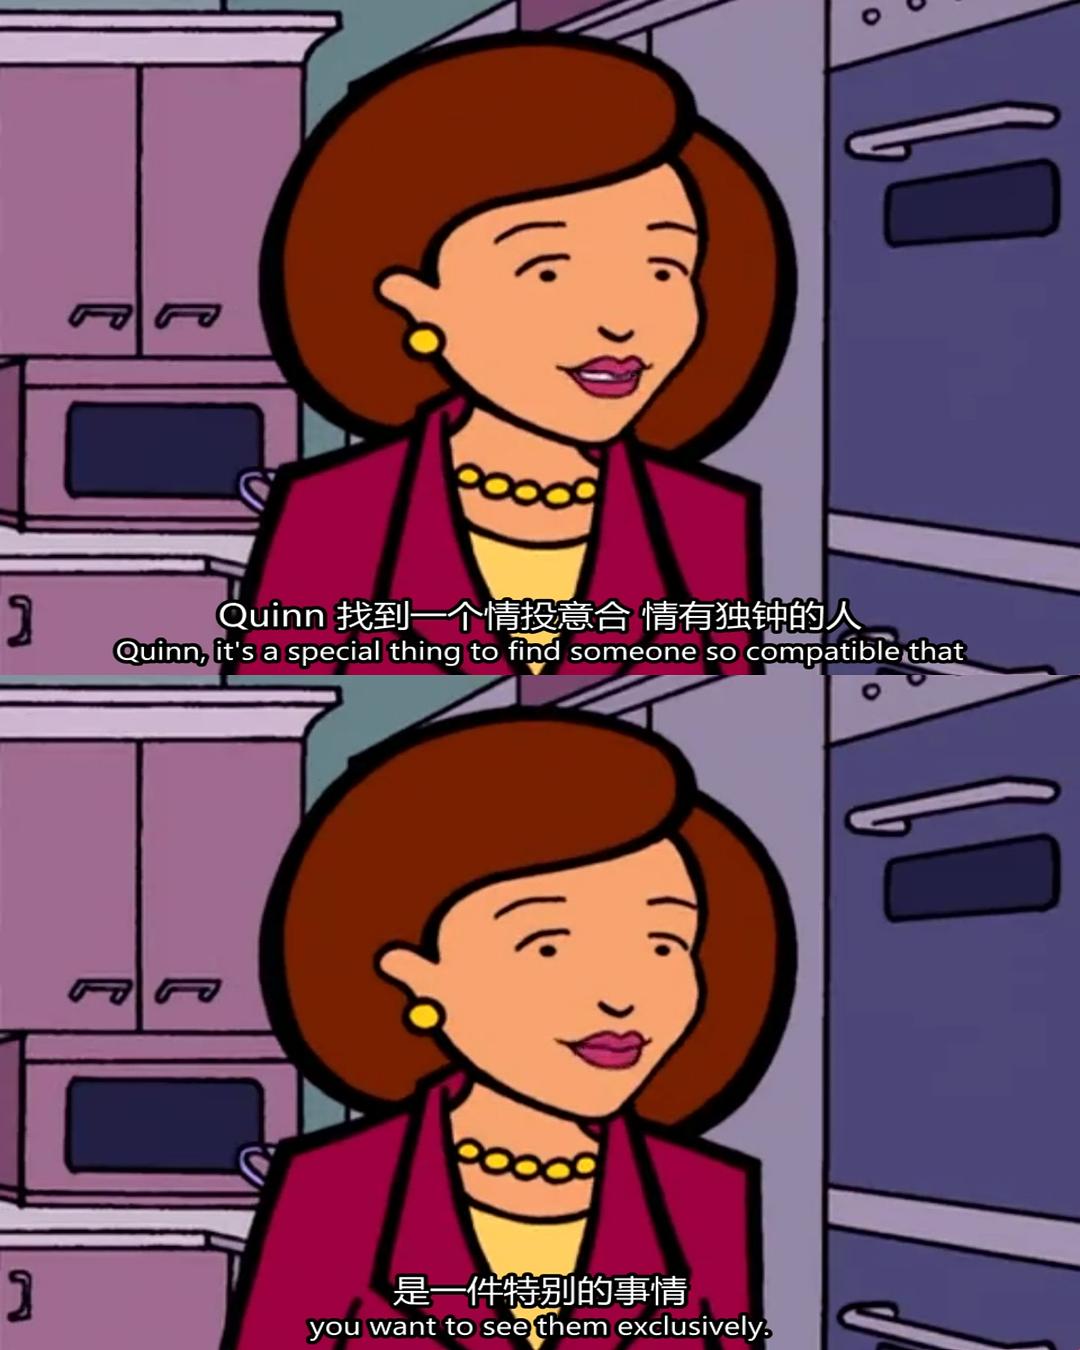 Quinn 找到一个情投意合 情有独钟的人
Quinn, it's a special thing to find someone so compatible that
是一件特别的事情
you want to see them exclusively.